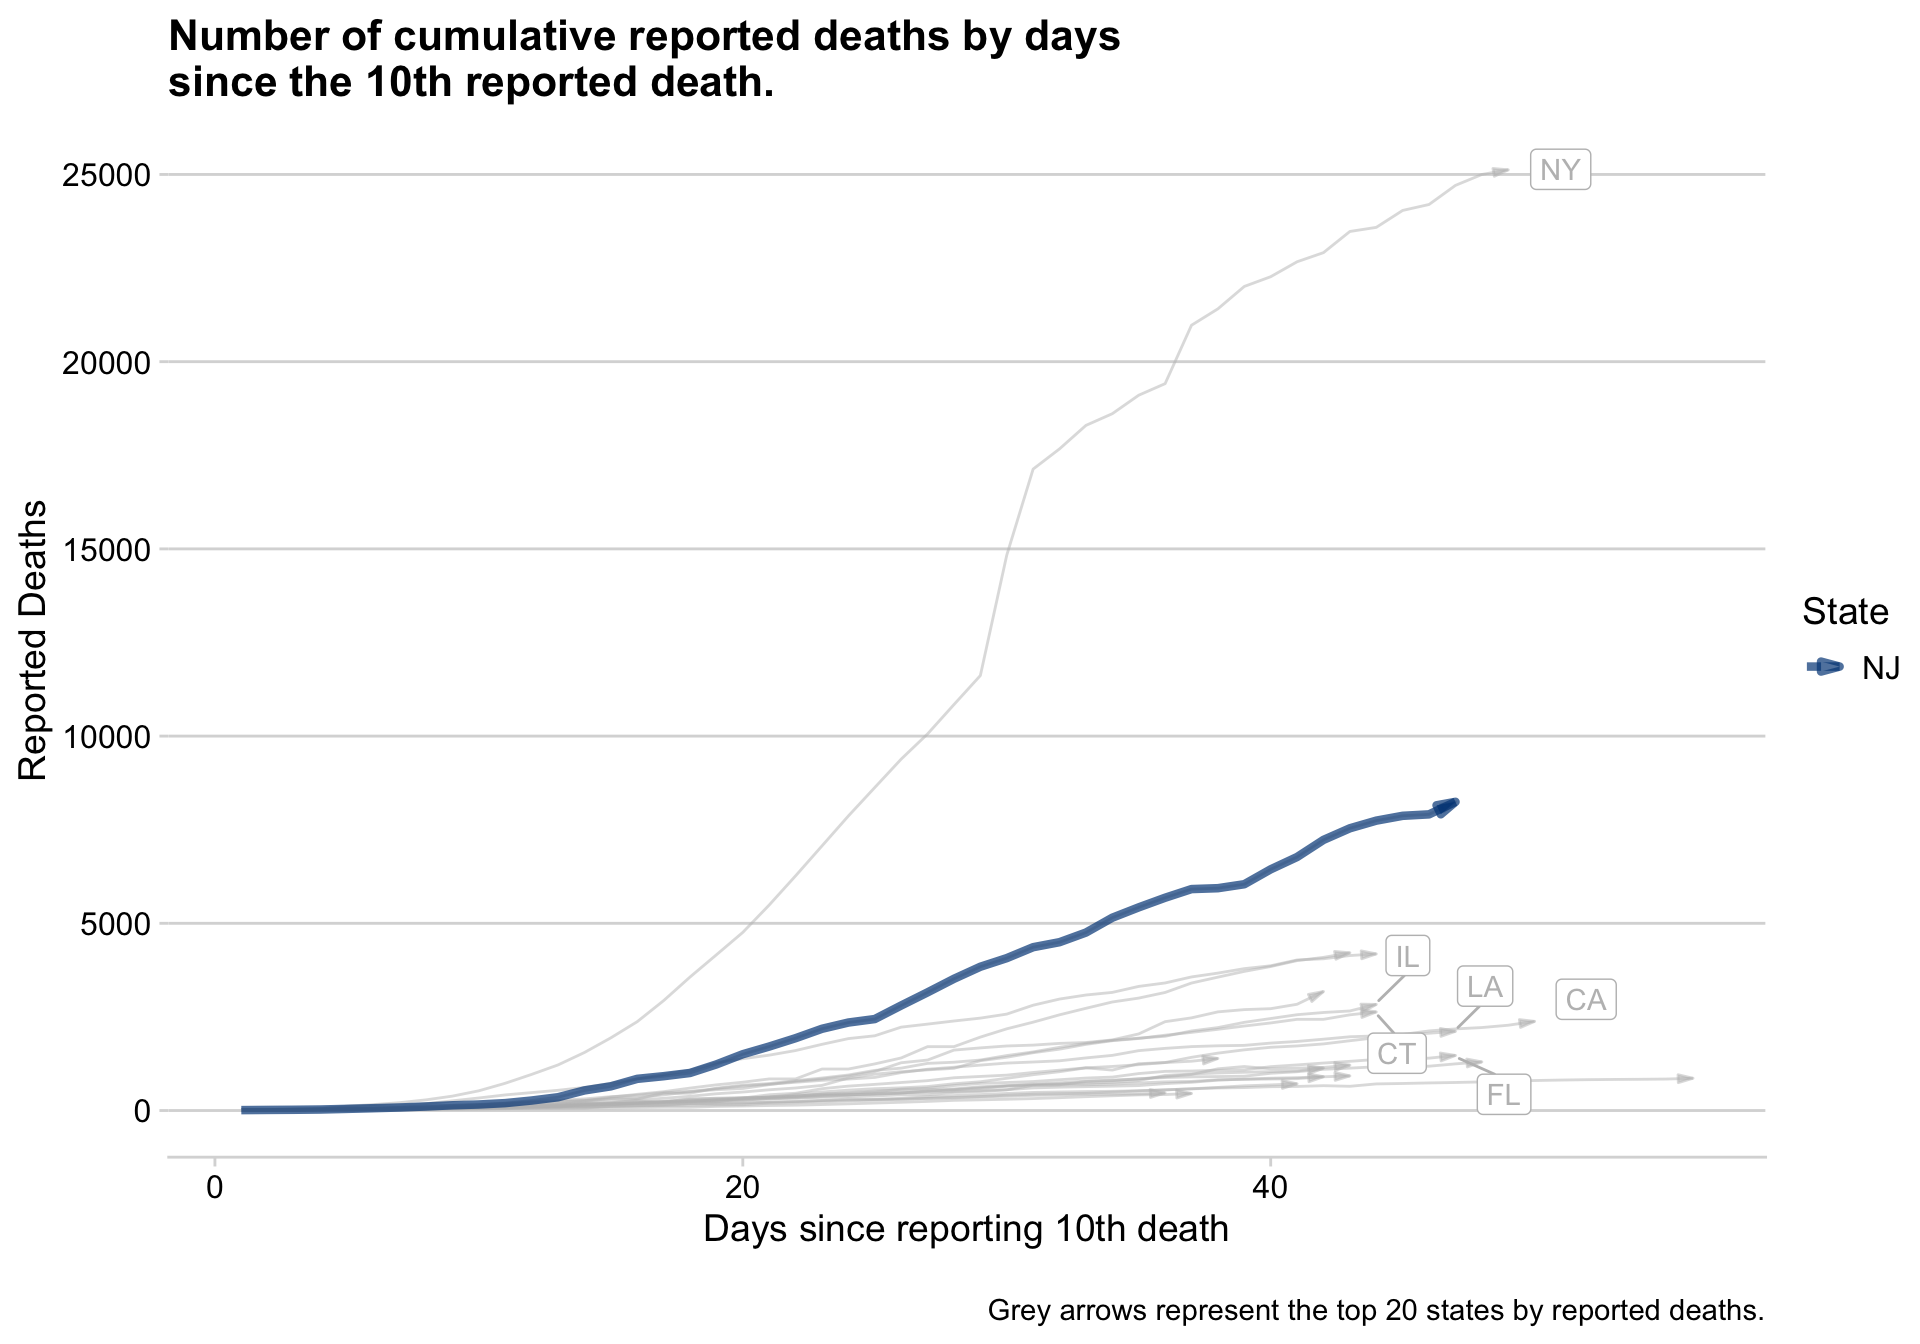 Number of cumulative reported deaths by days
since the 10th reported death.
25000
20000
15000
10000
5000
0
Reported Deaths
NY
IL
LA
CA
CT
FL
State
NJ
0
20
40
Days since reporting 10th death
Grey arrows represent the top 20 states by reported deaths.